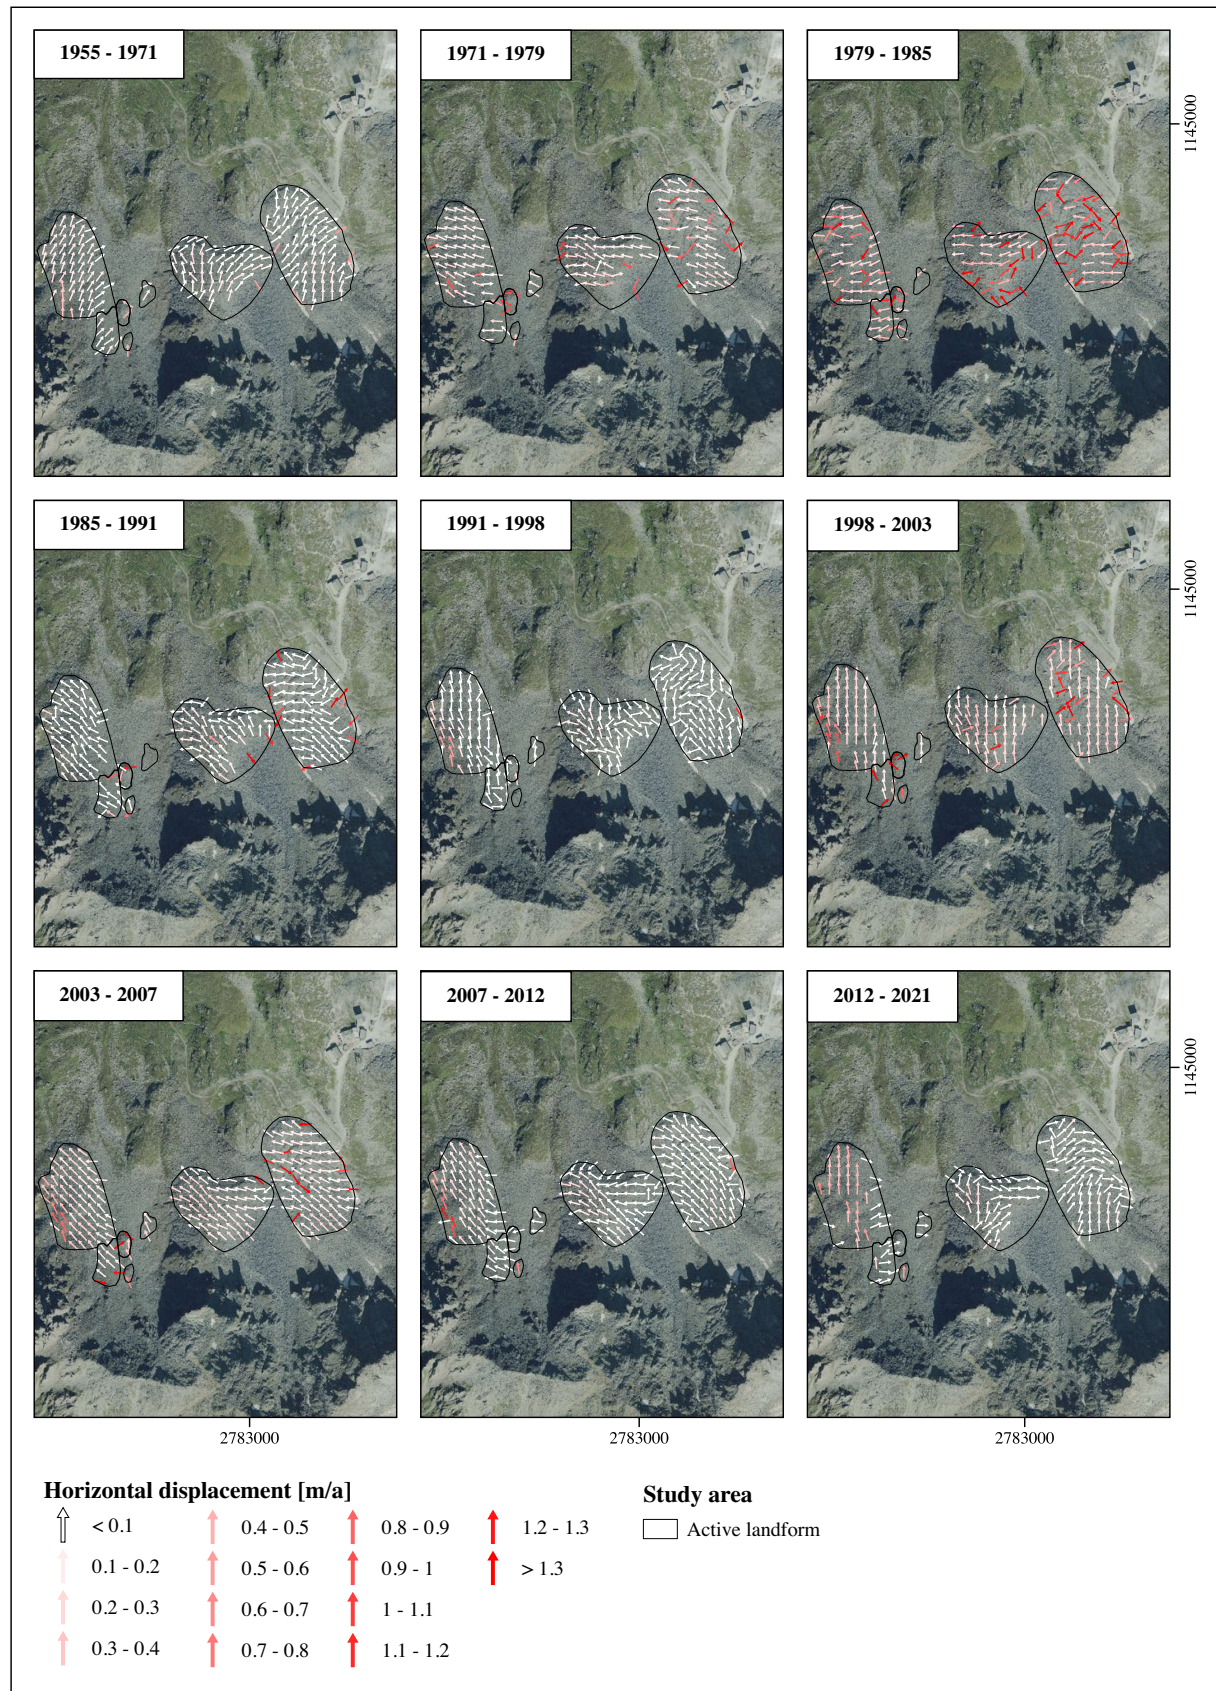 1955 - 1971
1971 - 1979
1979 - 1985
1145000
1985 - 1991
1991 - 1998
1998 - 2003
1145000
2003 - 2007
2007 - 2012
2012 - 2021
1145000
2783000
2783000
2783000
Horizontal displacement [m/a]
< 0.1
0.1 - 0.2
0.2 - 0.3
0.3 - 0.4
0.4 - 0.5
0.5 - 0.6
0.6 - 0.7
0.7 - 0.8
0.8 - 0.9
0.9 - 1
1 - 1.1
1.1 - 1.2
1.2 - 1.3
> 1.3
Study area
Active landform